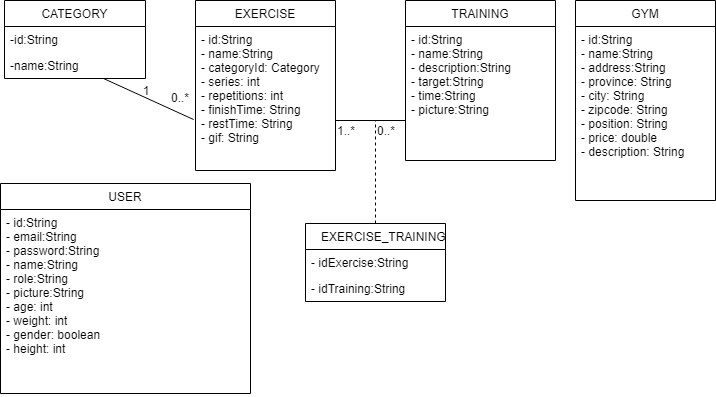 CATEGORY
-id:String
-name:String
EXERCISE
- id:String
- name:String
- categoryId: Category
- series: int
- repetitions: int
- finishTime: String
- restTime: String
- gif: String
TRAINING
- id:String
- name:String
- description:String
- target:String
- time:String
- picture:String
GYM
- id:String
- name:String
- address:String
- province: String
- city: String
- zipcode: String
- position: String
- price: double
- description: String
1
0..*
1..*
0..*
USER
- id:String
- email:String
- password:String
- name:String
- role:String
- picture:String
- age: int
- weight: int
- gender: boolean
- height: int
EXERCISE_TRAINING
- idExercise:String
- idTraining:String